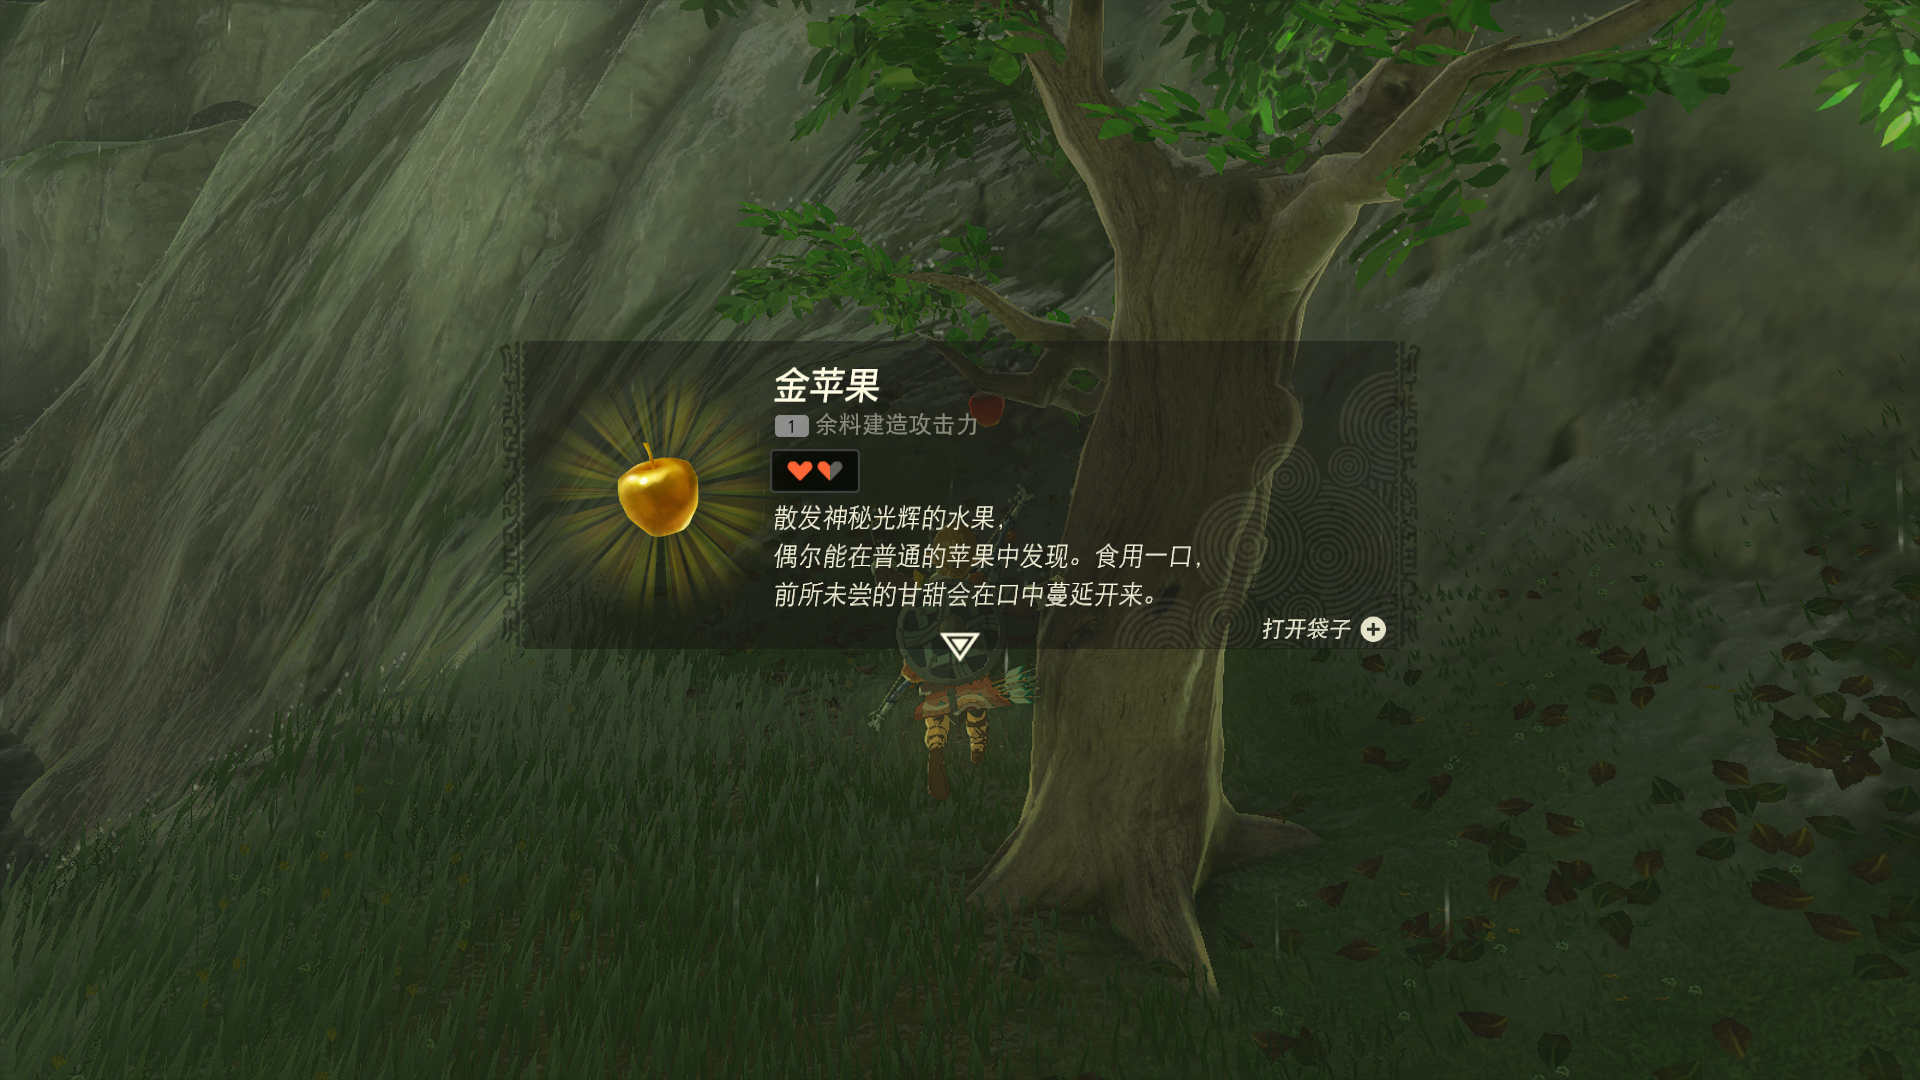 金苹果
1 余料建造攻击力
散发神秘光辉的水果，
偶尔能在普通的苹果中发现。食用一口，
前所未尝的甘甜会在口中蔓延开来。
打开袋子